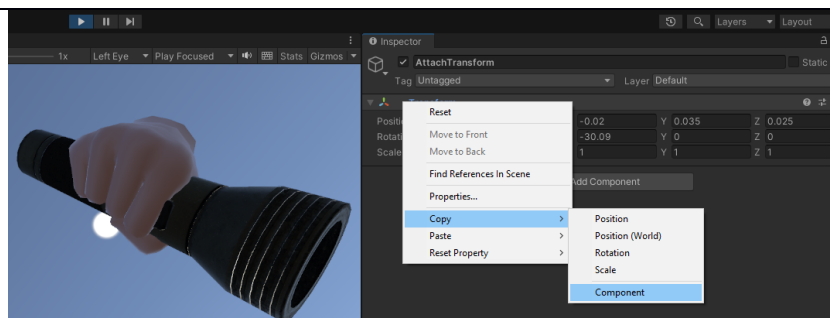 Layers Layout
Inspector
1x Left Eye Play Focused Stats Gizmos
AttachTransform Static
Tag Untagged Layer Default
Position X -0.02 Y 0.035 Z 0.025
-30.09 Y 0 Z 0
Scale 1 Y 1 Z 1
Add Component
Reset
Move to Front
Move to Back
Find References In Scene
Properties...
Copy
Paste
Reset Property
Position
Position (World)
Rotation
Scale
Component